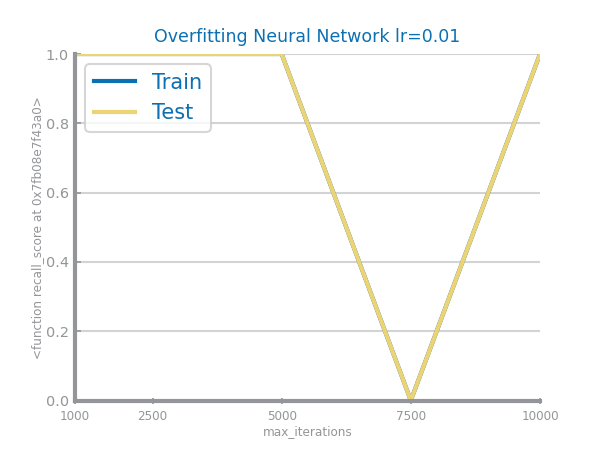 Overfitting Neural Network lr=0.01
<function recall_score at 0x7fb08e7f43a0>
1.0
0.8
0.6
0.4
0.2
0.0
Train
Test
1000 2500 5000 7500 10000
max_iterations